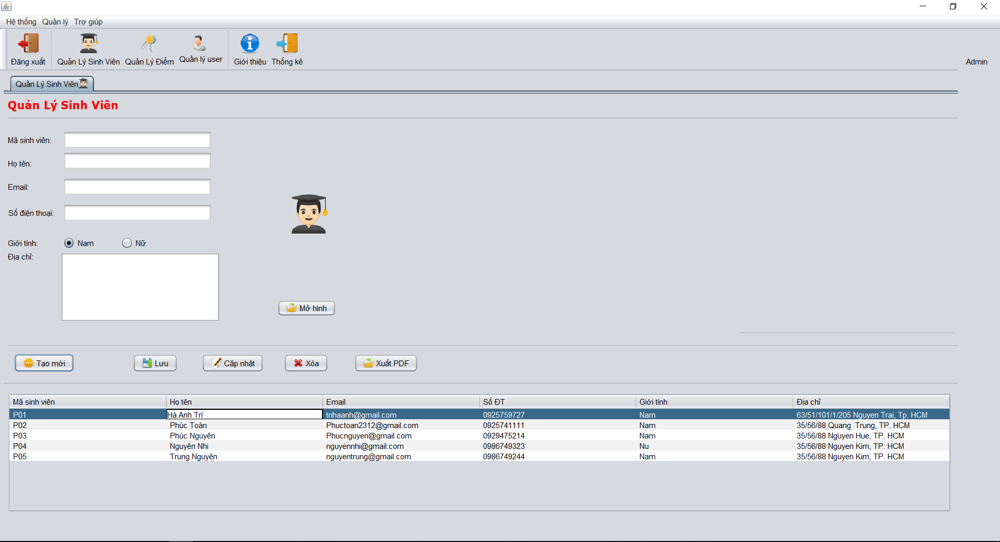 Hệ thống Quản lý Trợ giúp
Đăng xuất Quản Lý Sinh Viên Quản Lý Điểm Quản lý user Giới thiệu Thống kê Admin
Quản Lý Sinh Viên
Quản Lý Sinh Viên
Mã sinh viên:
Họ tên:
Email:
Số điện thoại:
Giới tính: Nam Nữ
Địa chỉ:
Mở hình
Tạo mới Lưu Cập nhật Xóa Xuất PDF
Mã sinh viên Họ tên Email Số ĐT Giới tính Địa chỉ
P01 Hà Anh Trí trihaanh@gmail.com 0925759727 Nam 63/51/101/1/205 Nguyen Trai, Tp. HCM
P02 Phúc Toàn Phuctoan2312@gmail.com 0925741111 Nam 35/56/88 Quang  Trung, TP. HCM
P03 Phúc Nguyên Phucnguyen@gmail.com 0929475214 Nam 35/56/88 Nguyen Hue, TP. HCM
P04 Nguyên Nhi nguyennhi@gmail.com 0986749323 Nu 35/56/88 Nguyen Kim, TP. HCM
P05 Trung Nguyên nguyentrung@gmail.com 0986749244 Nam 35/56/88 Nguyen Kim, TP. HCM